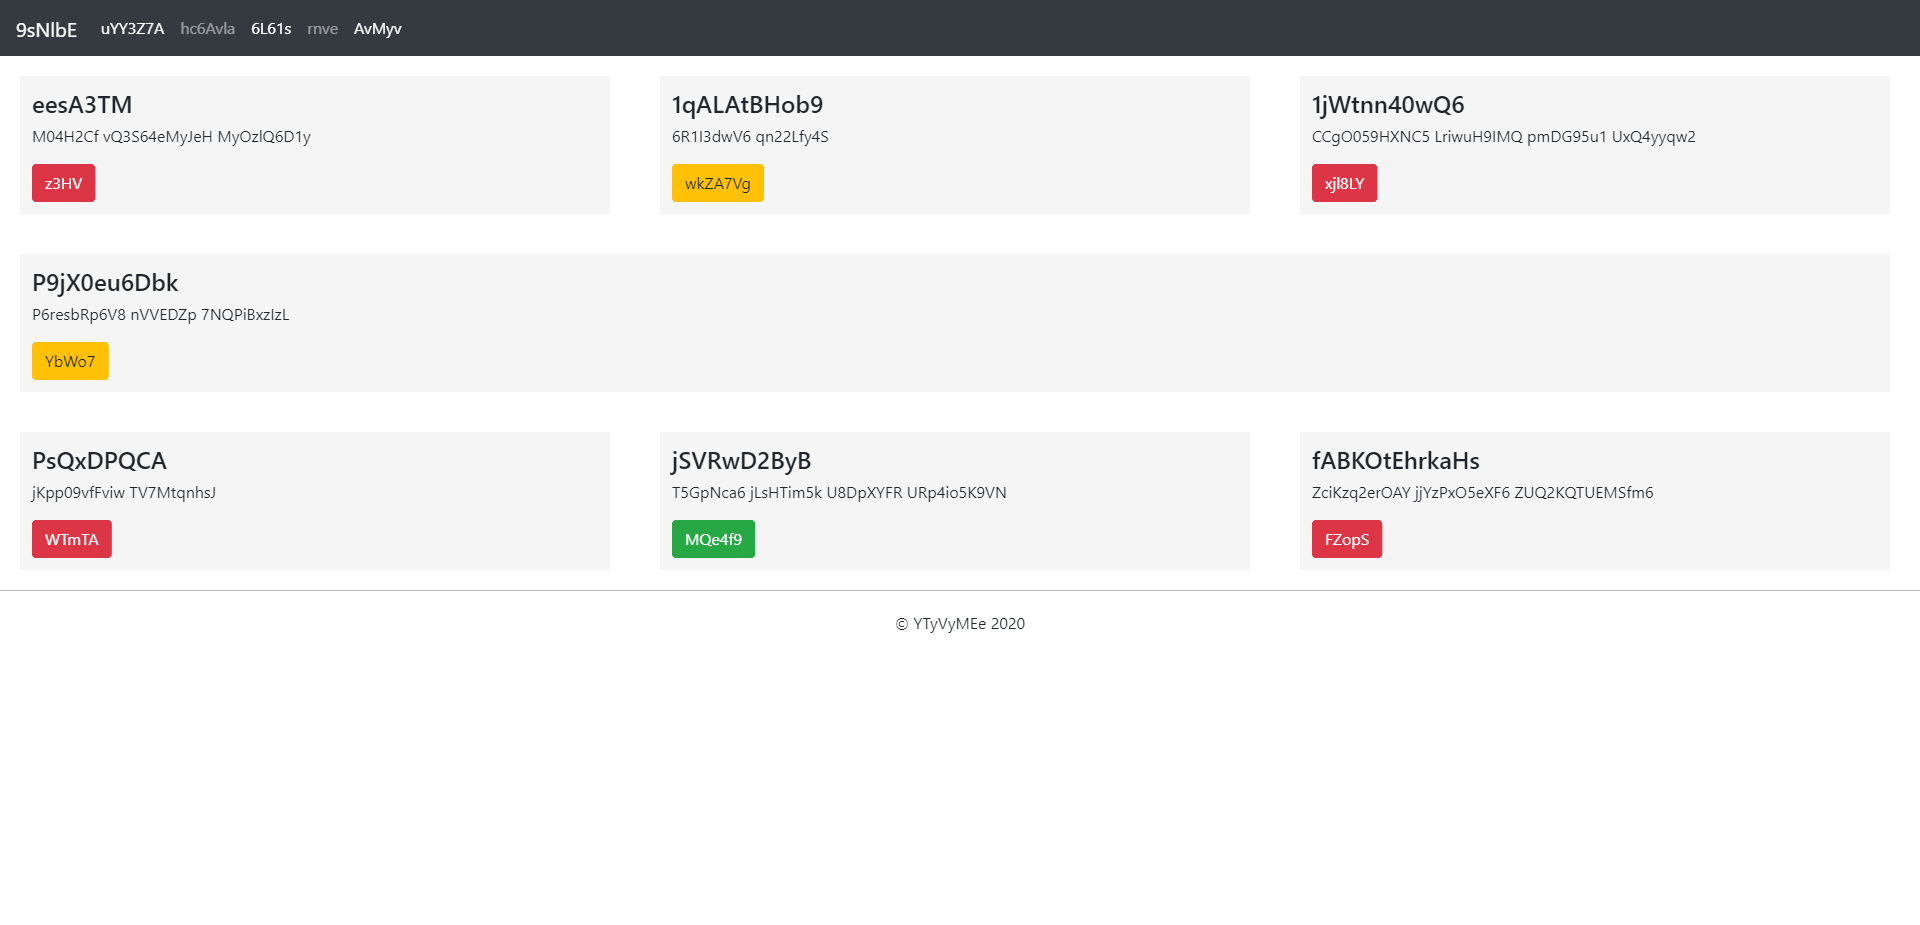 9sNlbE uYY3Z7A hc6Avla 6L61s rnve AvMyv
eesA3TM
M04H2Cf vQ3S64eMyJeH MyOzlQ6D1y
z3HV
1qALAtBHob9
6R1I3dwV6 qn22Lfy4S
wkZA7Vg
1jWtnn40wQ6
CCgO059HXNC5 LriwuH9IMQ pmDG95u1 UxQ4yyqw2
xjl8LY
P9jX0eu6Dbk
P6resbRp6V8 nVVEDZp 7NQPiBxzIzL
YbWo7
PsQxDPQCA
jKpp09vfFviw TV7MtqnhsJ
WTmTA
jSVRwD2ByB
T5GpNca6 jLsHTim5k U8DpXYFR URp4io5K9VN
MQe4f9
fABKOtEhrkaHs
ZciKzq2erOAY jjYzPxO5eXF6 ZUQ2KQTUEMSfm6
FZopS
© YTyVyMEe 2020